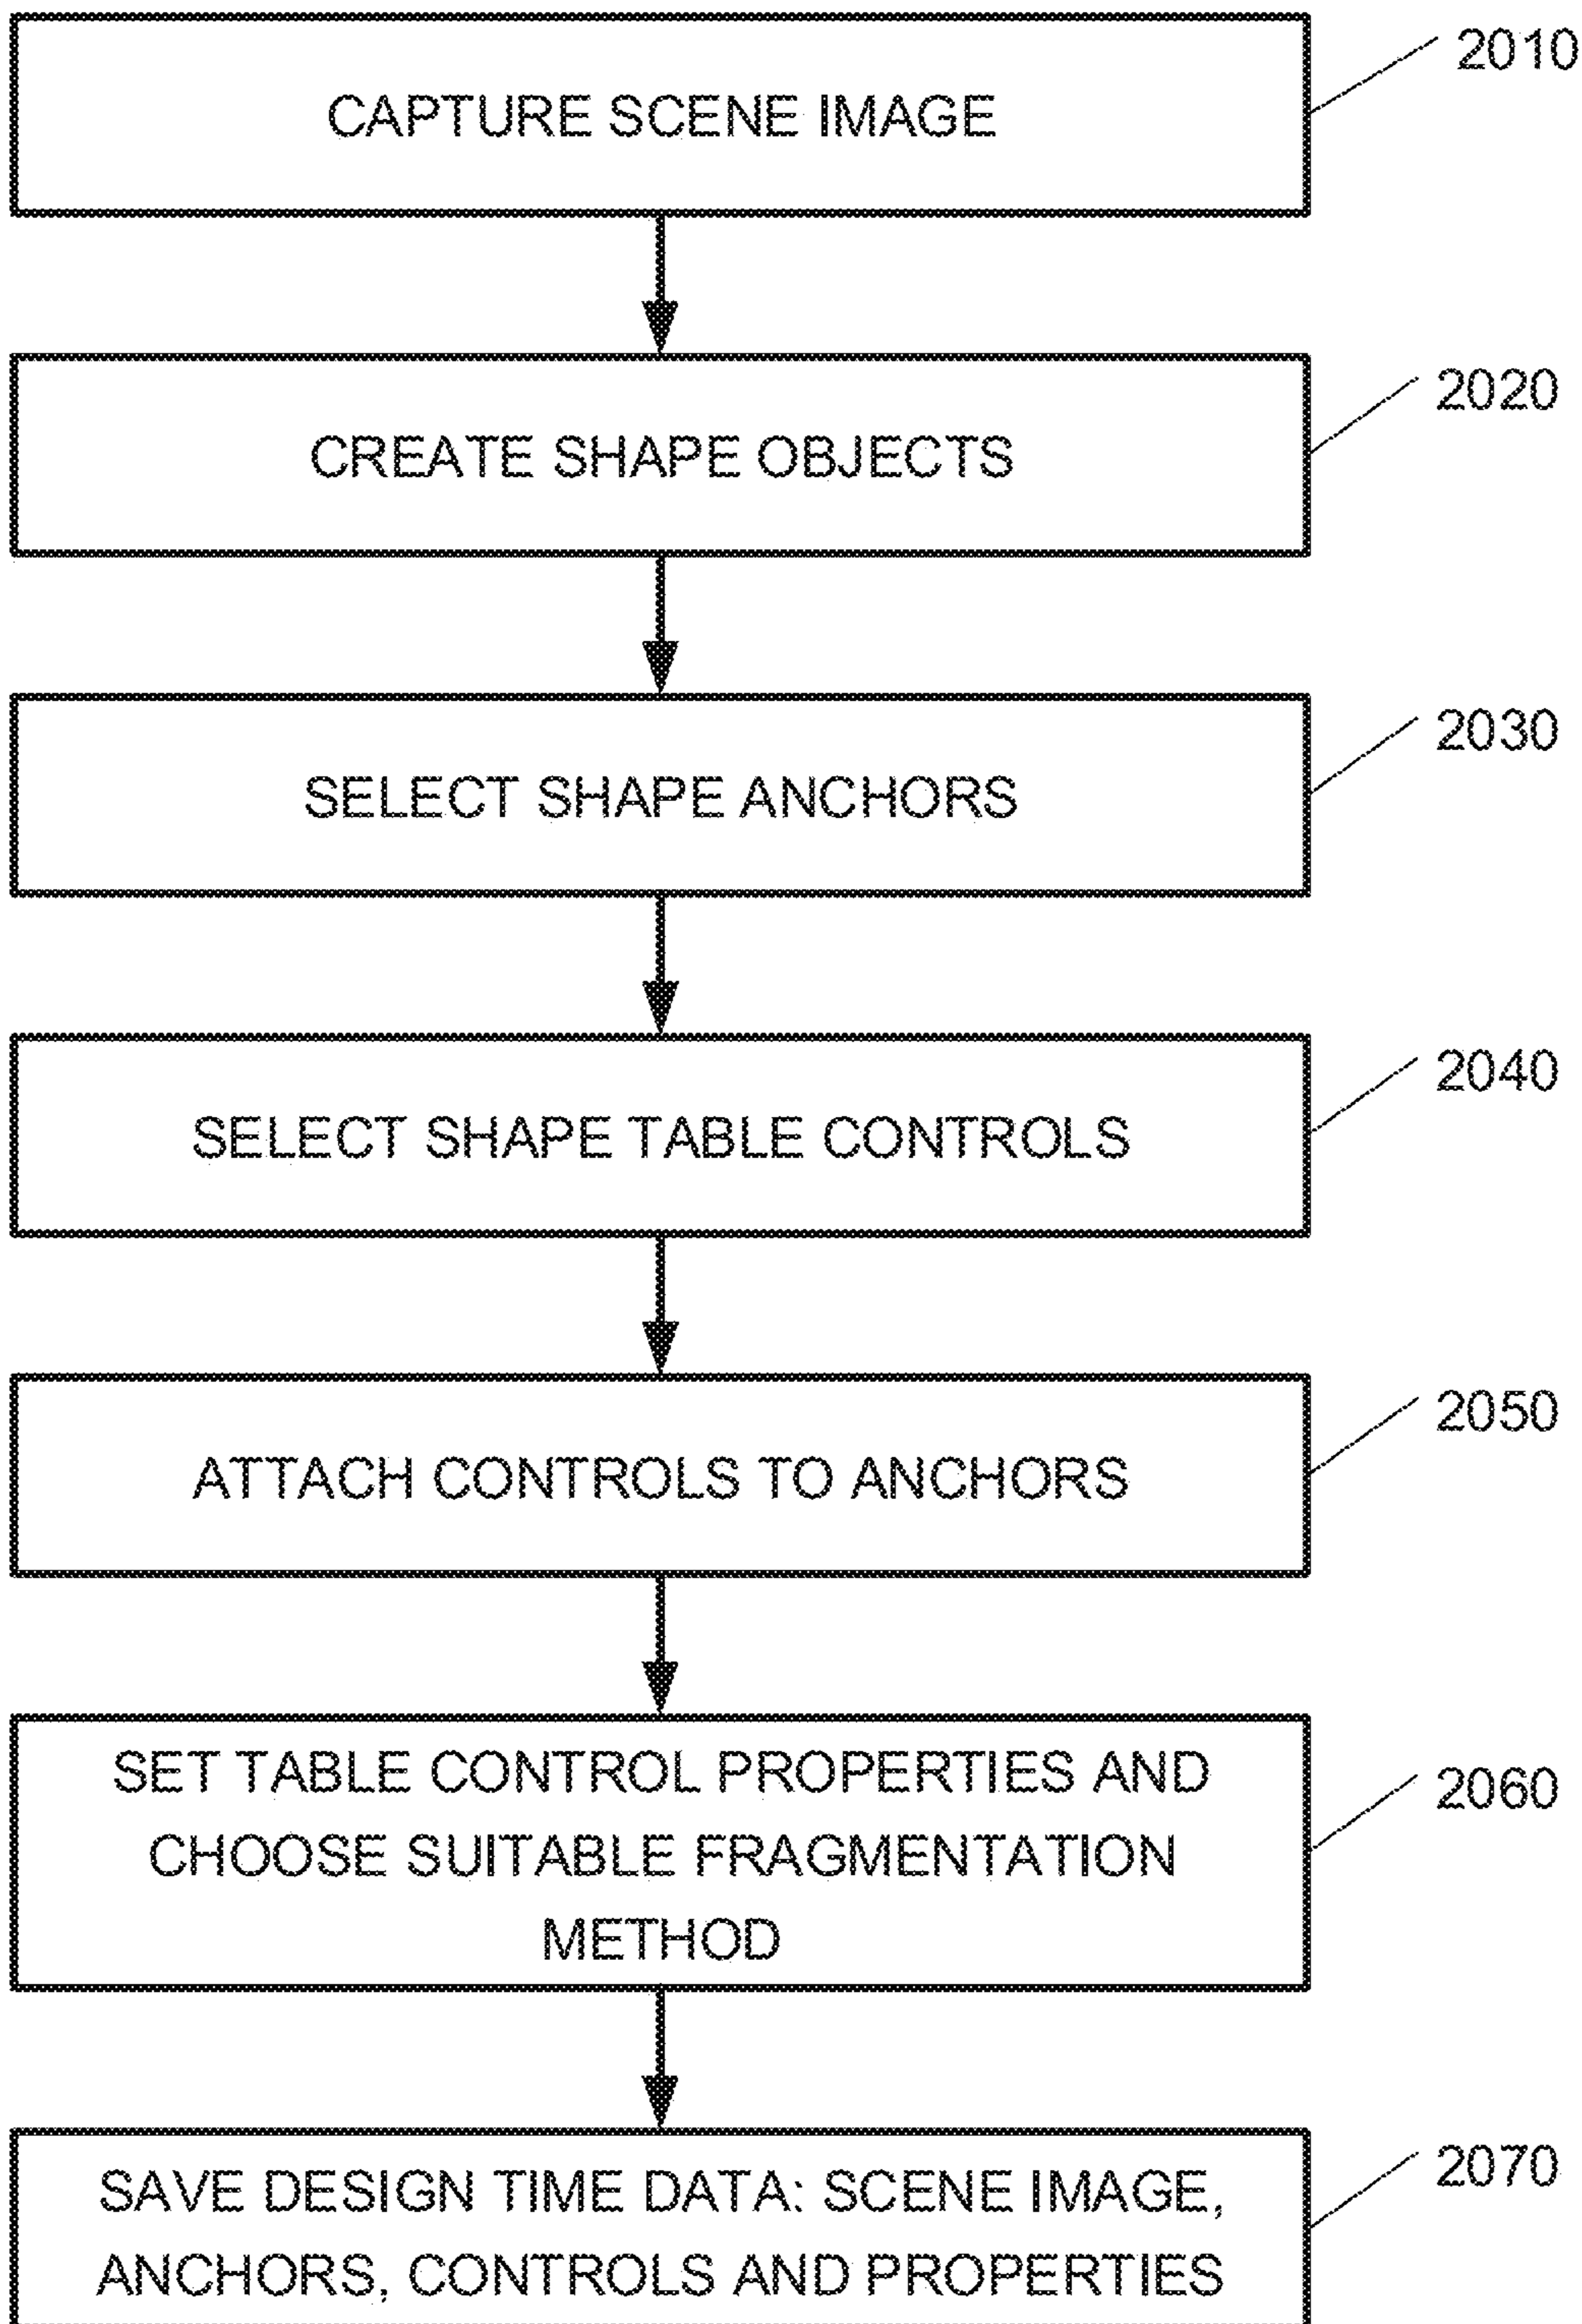 CAPTURE SCENE IMAGE
2010
CREATE SHAPE OBJECTS
2020
SELECT SHAPE ANCHORS
2030
SELECT SHAPE TABLE CONTROLS
2040
ATTACH CONTROLS TO ANCHORS
2050
SET TABLE CONTROL PROPERTIES AND
CHOOSE SUITABLE FRAGMENTATION
METHOD
2060
SAVE DESIGN TIME DATA: SCENE IMAGE,
ANCHORS, CONTROLS AND PROPERTIES
2070